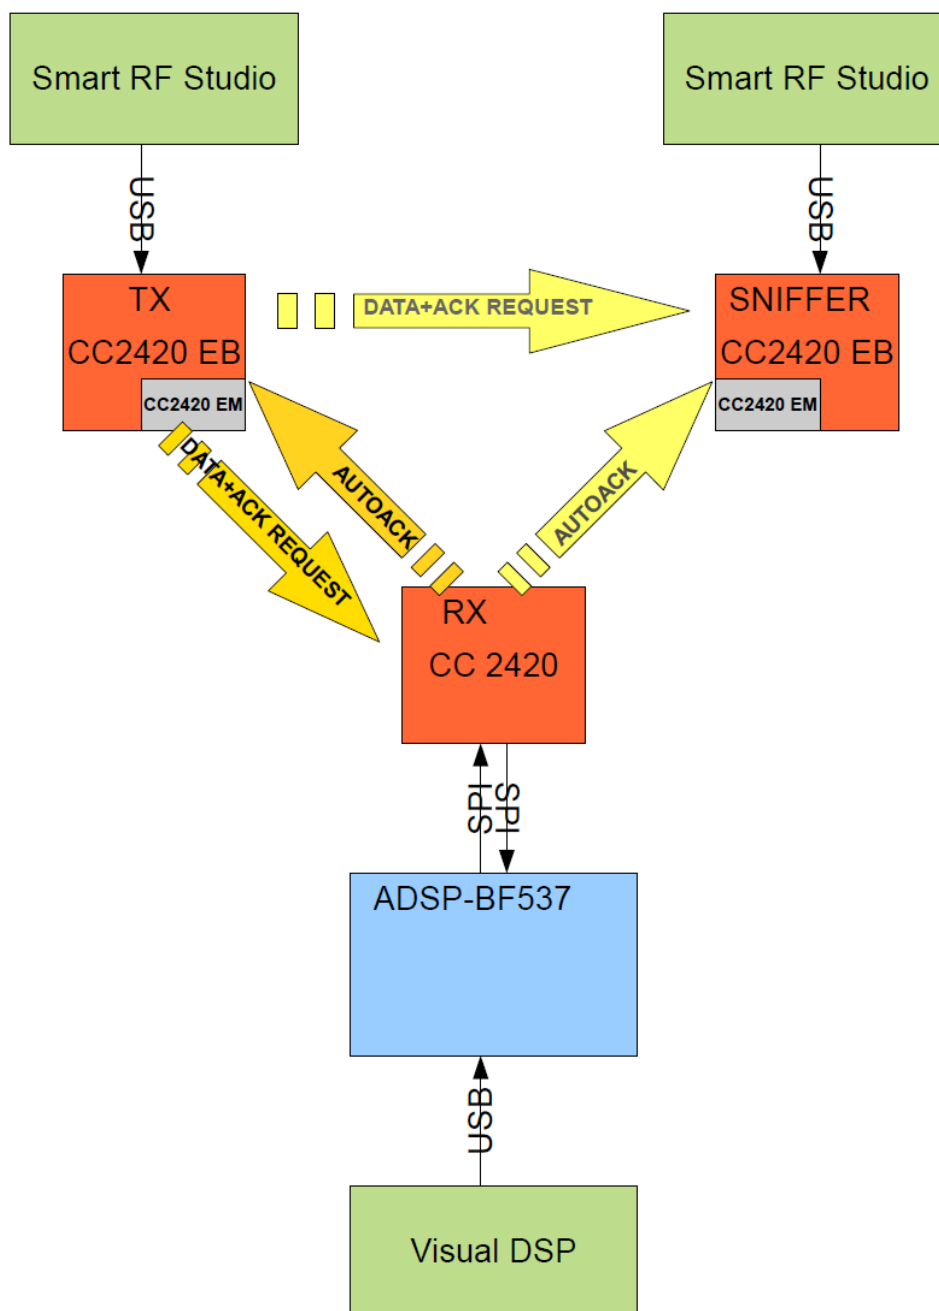 Smart RF Studio
Smart RF Studio
USB
USB
TX
CC2420 EB
CC2420 EM
DATA+ACK REQUEST
SNIFFER
CC2420 EB
CC2420 EM
DATA+ACK REQUEST
AUTOACK
AUTOACK
RX
CC 2420
SPI
SPI
ADSP-BF537
USB
Visual DSP